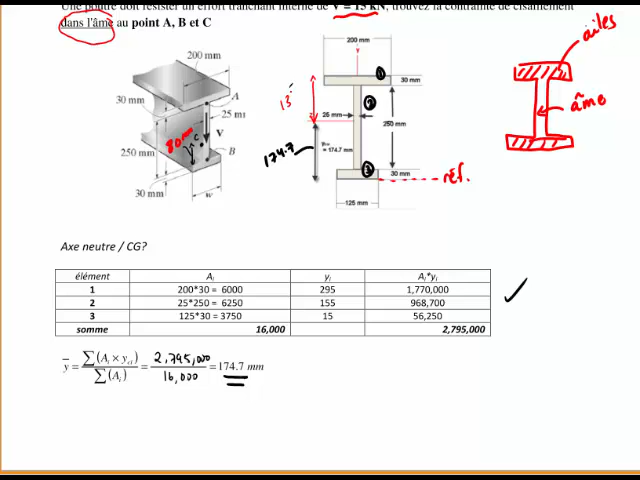 Une poutre doit résister un effort tranchant interne de V = 15 kN, trouvez la contrainte de cisaillement
dans l'âme au point A, B et C
200 mm
30 mm
A
25 mm
V
80mm
C
250 mm
B
30 mm
w
200 mm
y
1
30 mm
13
25 mm
2
250 mm
174.7
= 174.7 mm
3
30 mm
réf.
125 mm
ailes
âme
Axe neutre / CG?
élément Ai yi Ai*yi
1 200*30 = 6000 295 1,770,000
2 25*250 = 6250 155 968,700
3 125*30 = 3750 15 56,250
somme 16,000 2,795,000
y = ∑(Ai × yci) / ∑(Ai) = 2,795,000 / 16,000 = 174.7 mm